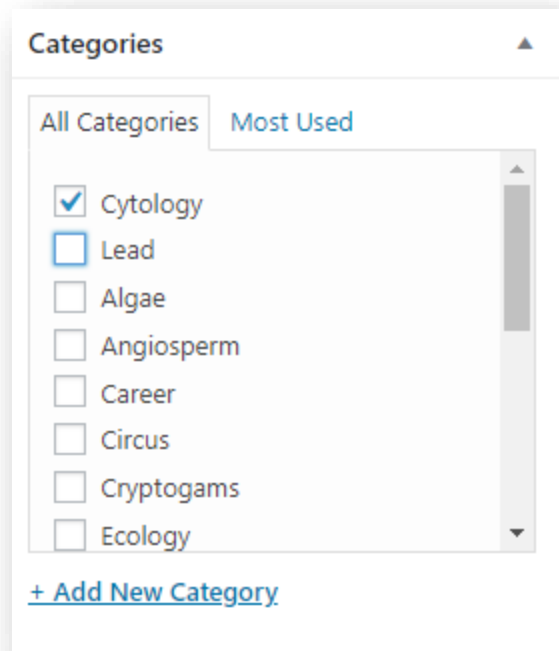 Categories
All Categories Most Used
Cytology
Lead
Algae
Angiosperm
Career
Circus
Cryptogams
Ecology
+ Add New Category